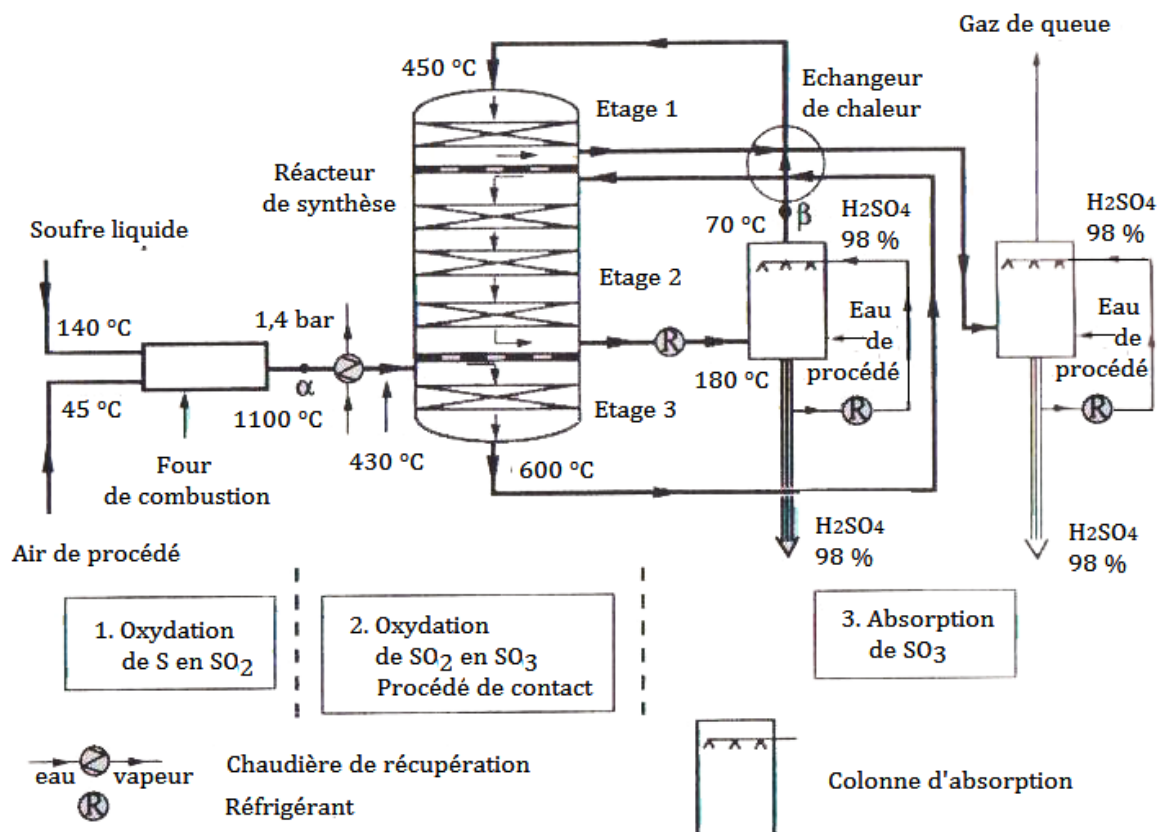 Gaz de queue
450 °C
Etage 1
Echangeur
de chaleur
Réacteur
de synthèse
Soufre liquide
70 °C
β
H2SO4
98 %
H2SO4
98 %
Etage 2
1,4 bar
140 °C
Eau
de
procédé
Eau
de
procédé
R
180 °C
45 °C
α
1100 °C
Etage 3
R
R
430 °C
600 °C
Four
de combustion
H2SO4
98 %
H2SO4
98 %
Air de procédé
1. Oxydation
de S en SO2
2. Oxydation
de SO2 en SO3
Procédé de contact
3. Absorption
de SO3
eau
vapeur
Chaudière de récupération
R
Réfrigérant
Colonne d'absorption